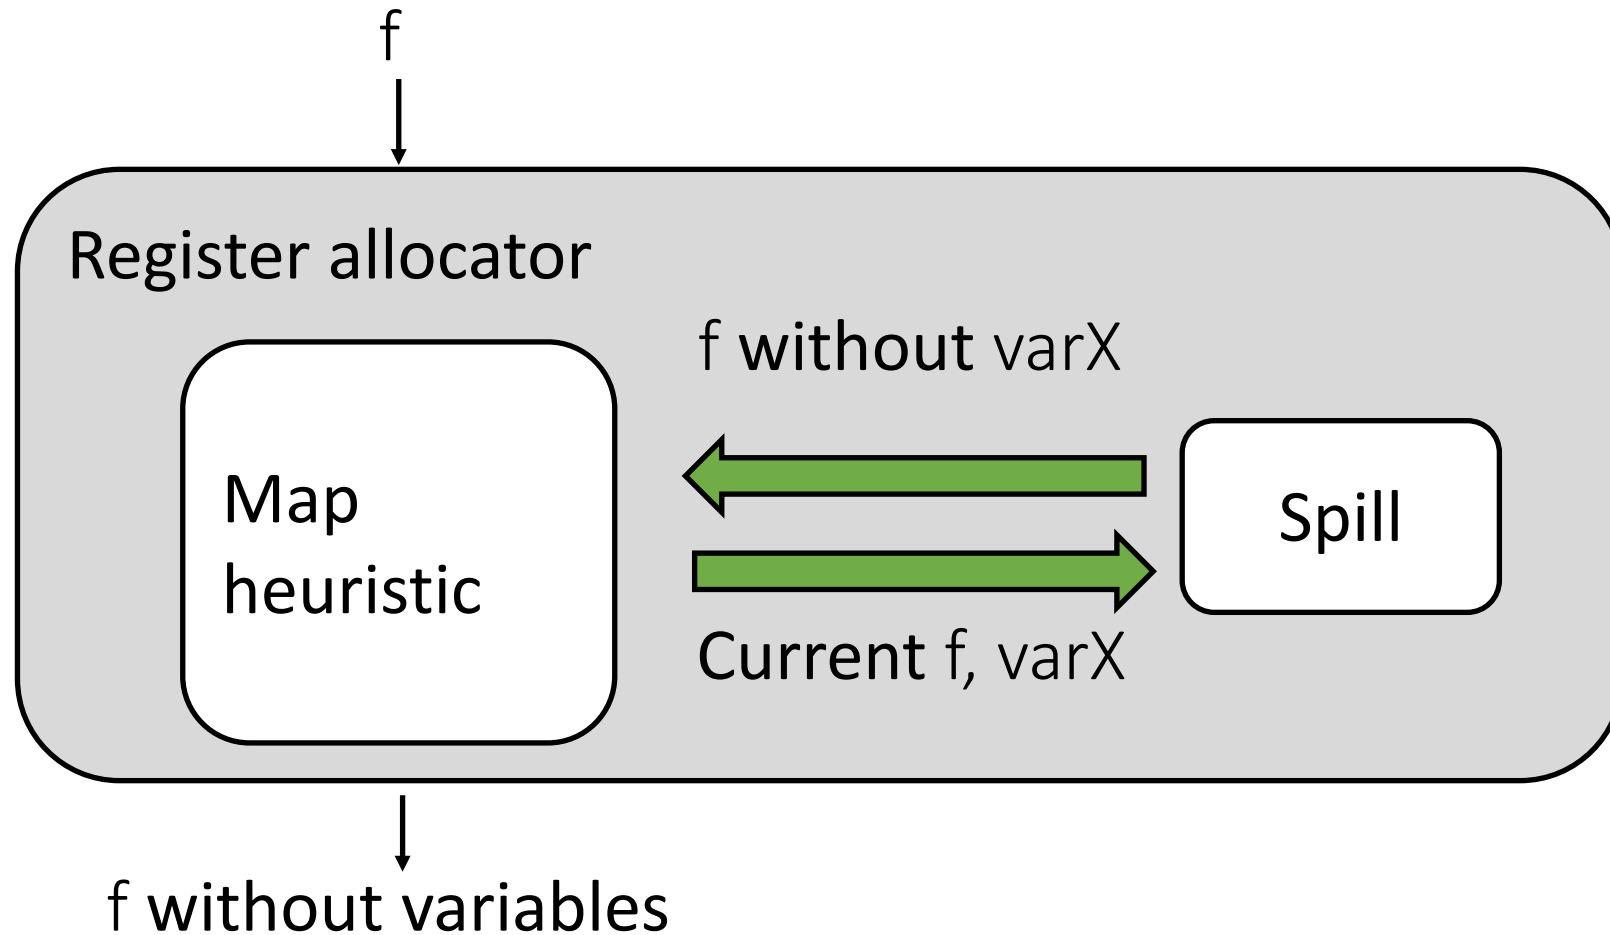 f
Register allocator
f without varX
Map
heuristic
Spill
Current f, varX
f without variables